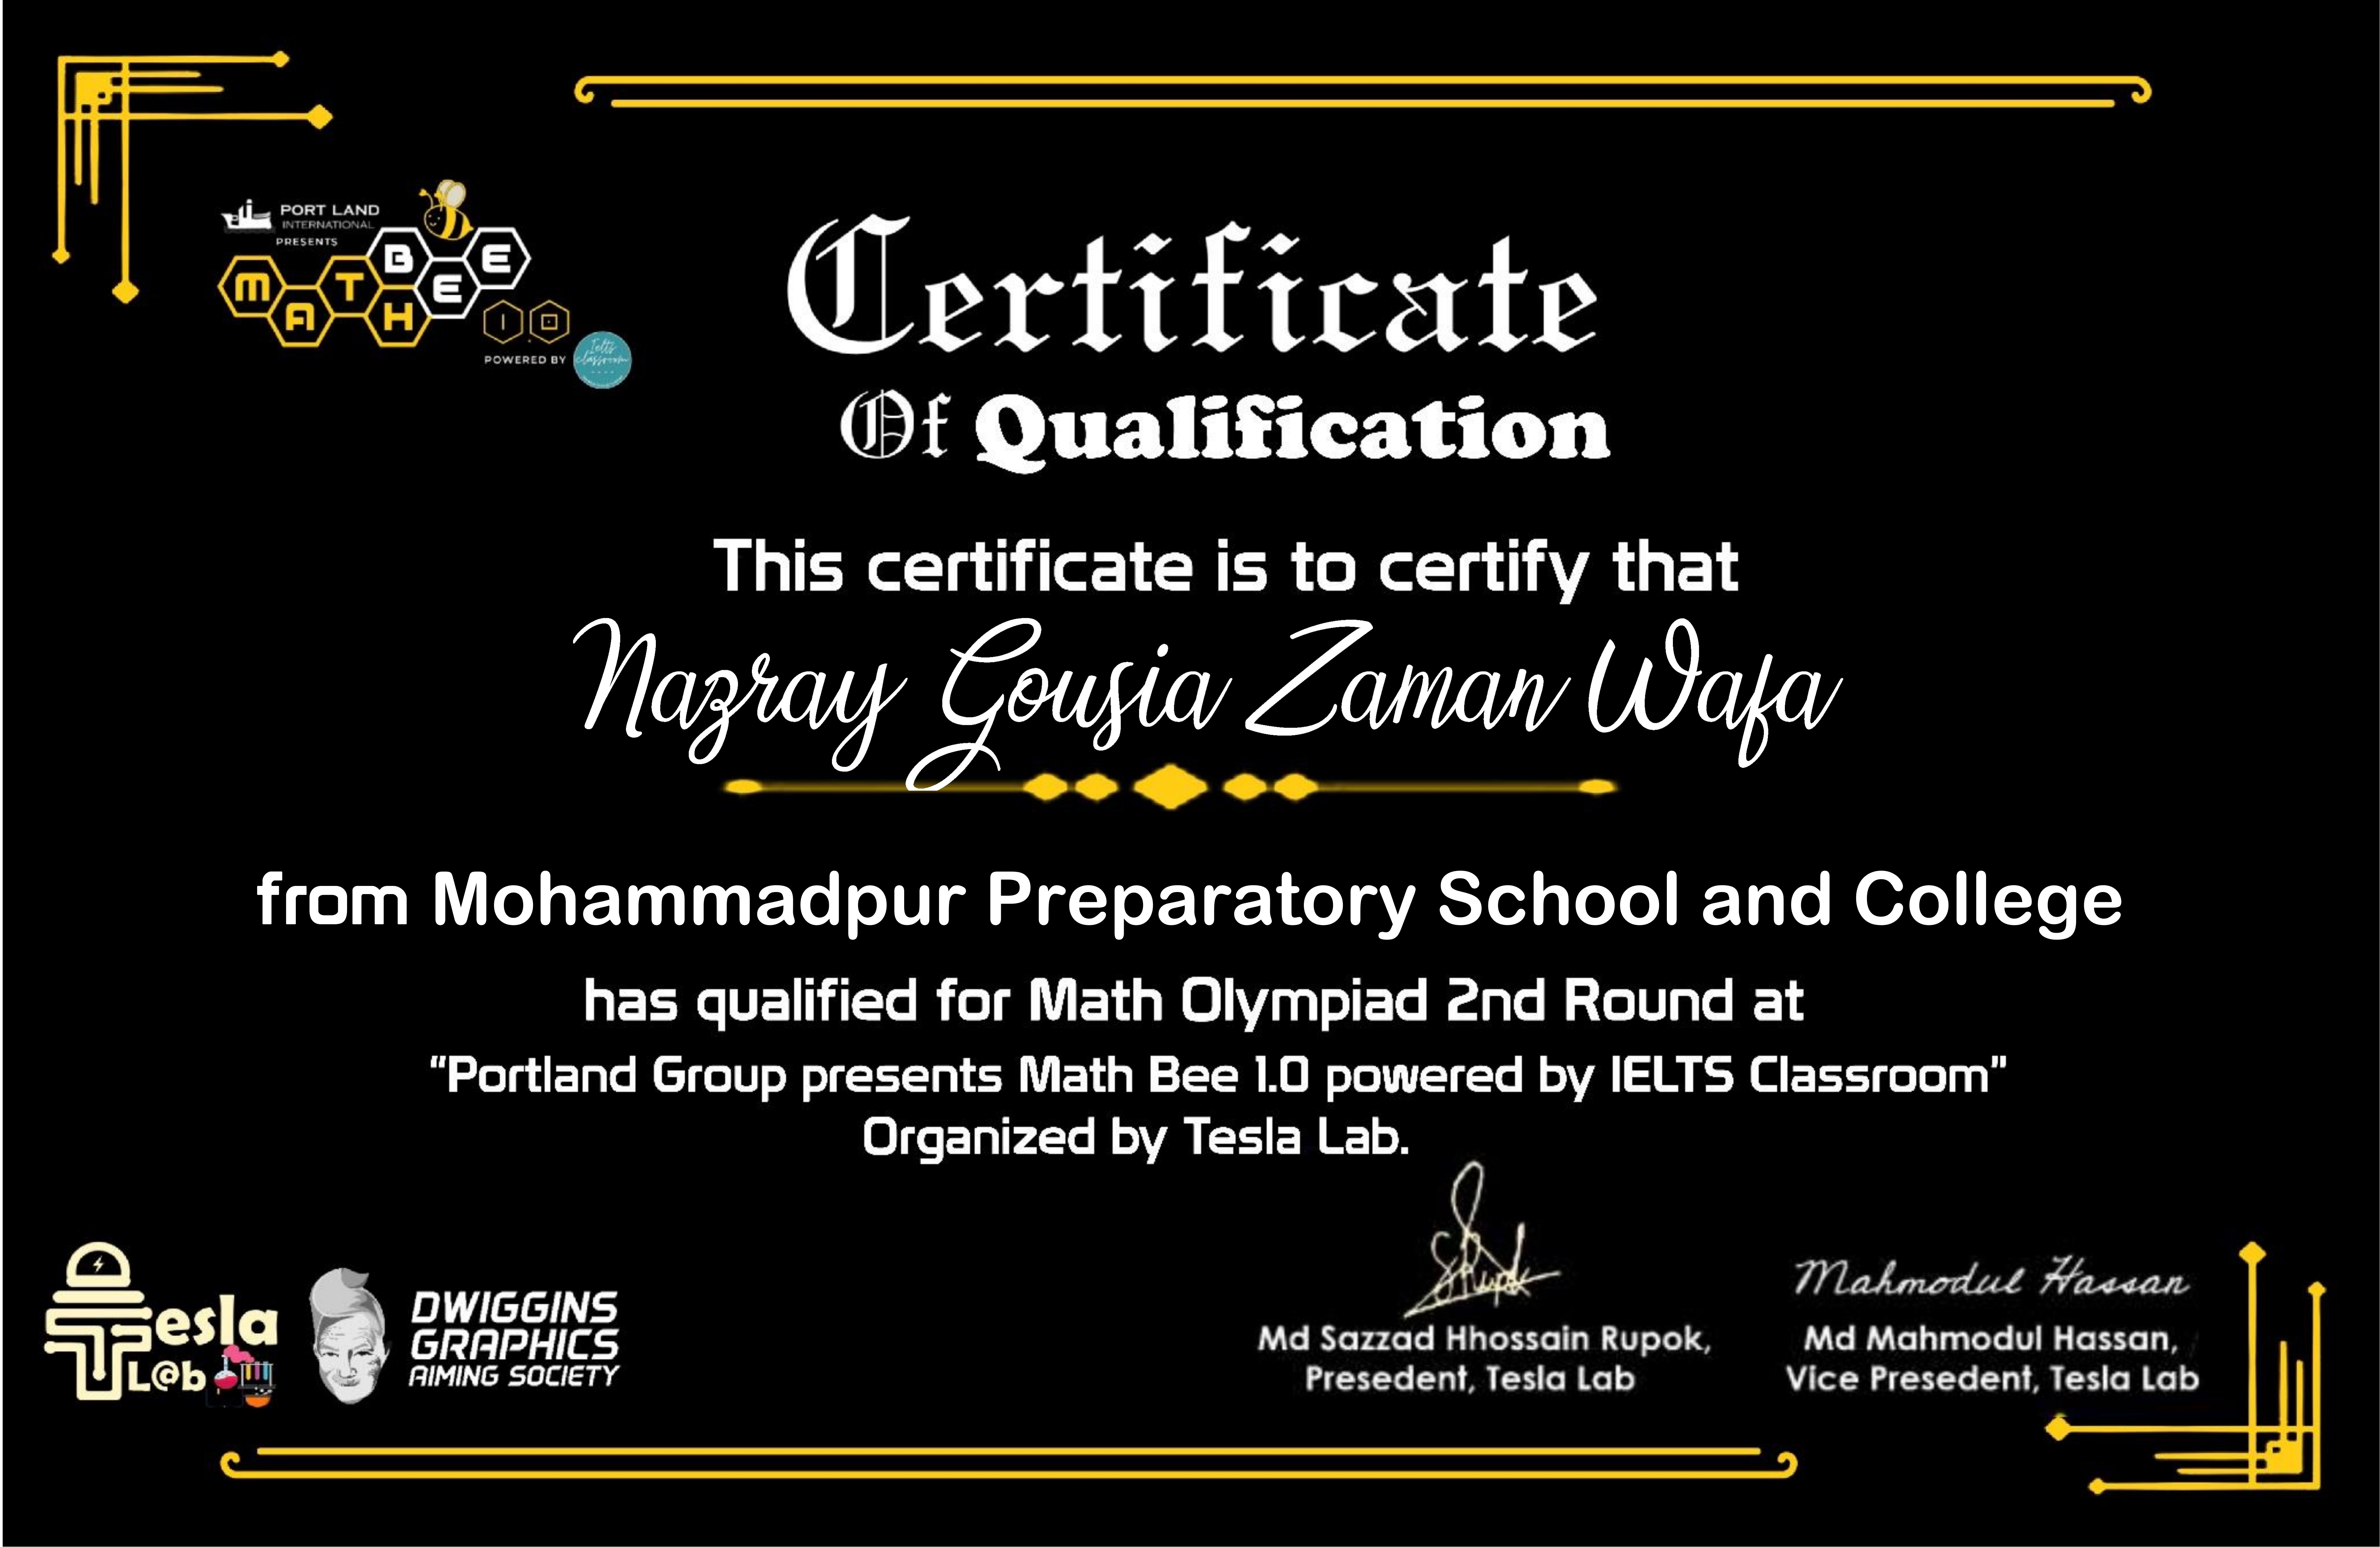 PORT LAND
INTERNATIONAL
PRESENTS
MATH BEE
1.0
POWERED BY
Ielts classroom
Certificate
Of Qualification
This certificate is to certify that
Nazray Gousia Zaman Wafa
from Mohammadpur Preparatory School and College
has qualified for Math Olympiad 2nd Round at
"Portland Group presents Math Bee 1.0 powered by IELTS Classroom"
Organized by Tesla Lab.
Tesla
L@b
DWIGGINS
GRAPHICS
AIMING SOCIETY
Mahmodul Hassan
Md Sazzad Hhossain Rupok,
Presedent, Tesla Lab
Md Mahmodul Hassan,
Vice Presedent, Tesla Lab